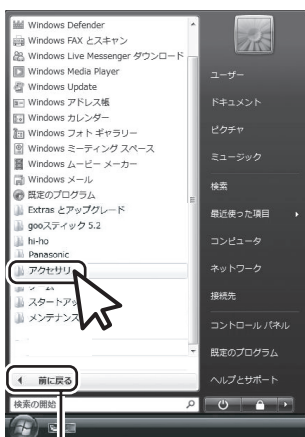 Windows Defender
Windows FAX とスキャン
Windows Live Messenger ダウンロード
Windows Media Player
Windows Update
Windows アドレス帳
Windows カレンダー
Windows フォト ギャラリー
Windows ミーティング スペース
Windows ムービー メーカー
Windows メール
既定のプログラム
Extras とアップグレード
gooスティック 5.2
hi-ho
Panasonic
アクセサリ
スタートアッ
メンテナンス
前に戻る
検索の開始
ユーザー
ドキュメント
ピクチャ
ミュージック
検索
最近使った項目
コンピュータ
ネットワーク
接続先
コントロール パネル
既定のプログラム
ヘルプとサポート